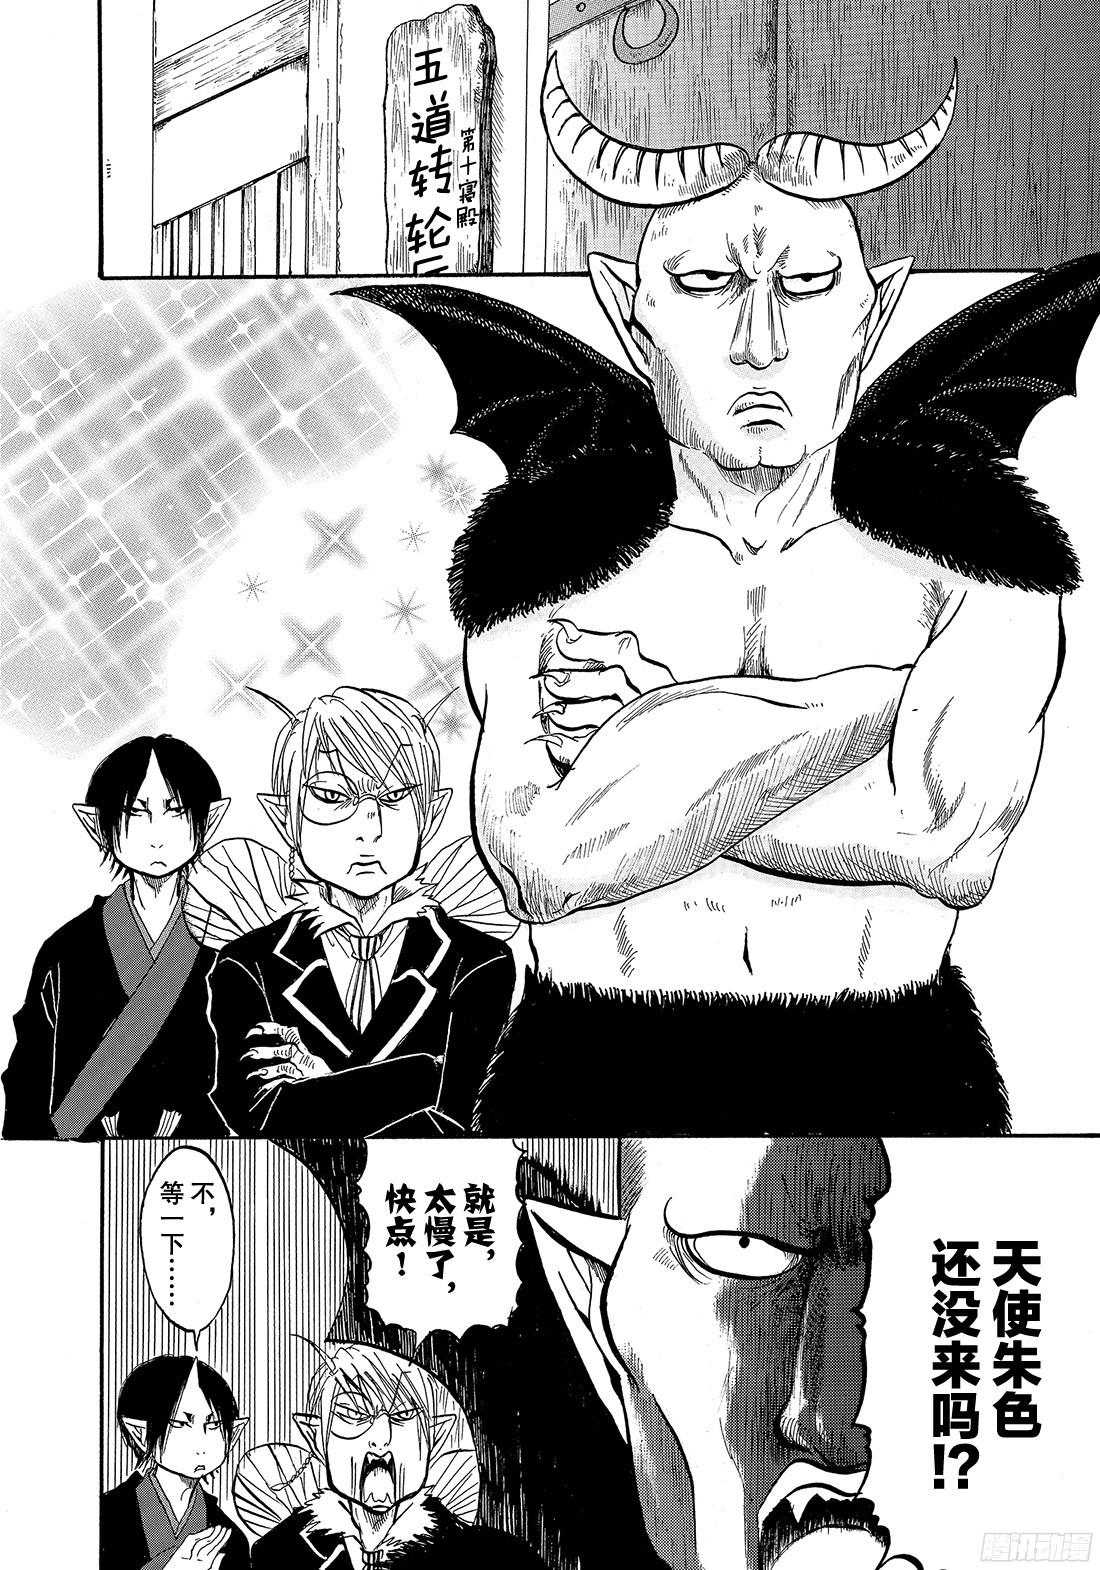 五道转轮
第十寝殿
天使朱色
还没来吗!?
就是,
太慢了,
快点!
不,
等一下……
腾讯动漫